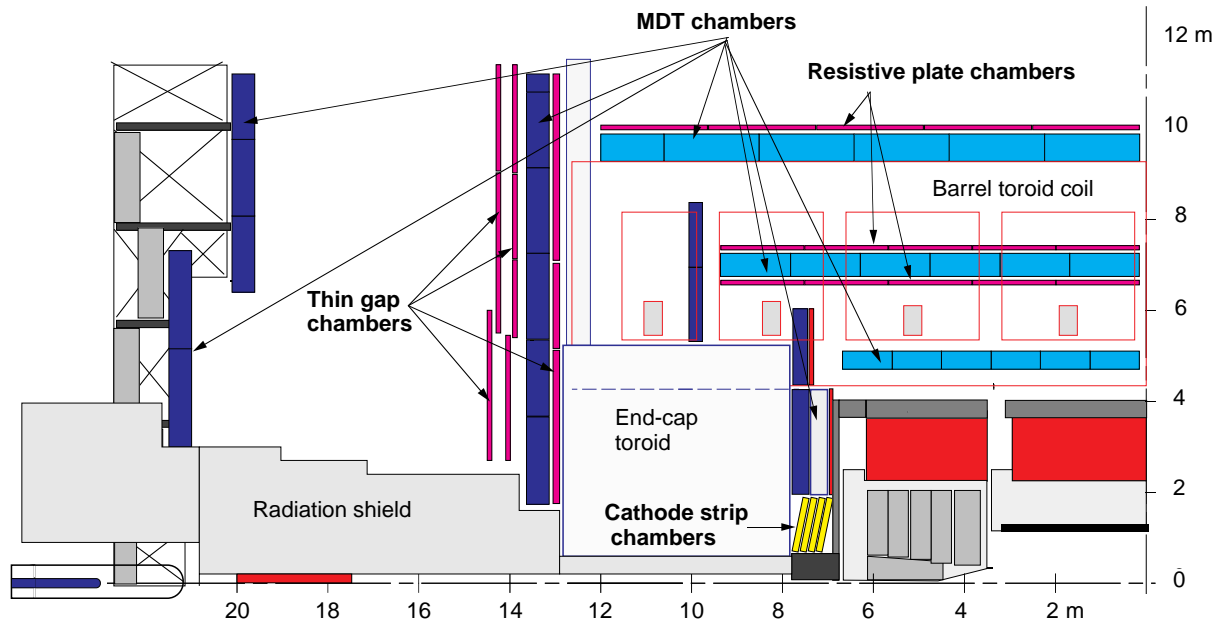 MDT chambers
12 m
Resistive plate chambers
10
Barrel toroid coil
8
Thin gap
chambers
6
End-cap
toroid
4
Radiation shield
Cathode strip
chambers
2
0
20
18
16
14
12
10
8
6
4
2 m